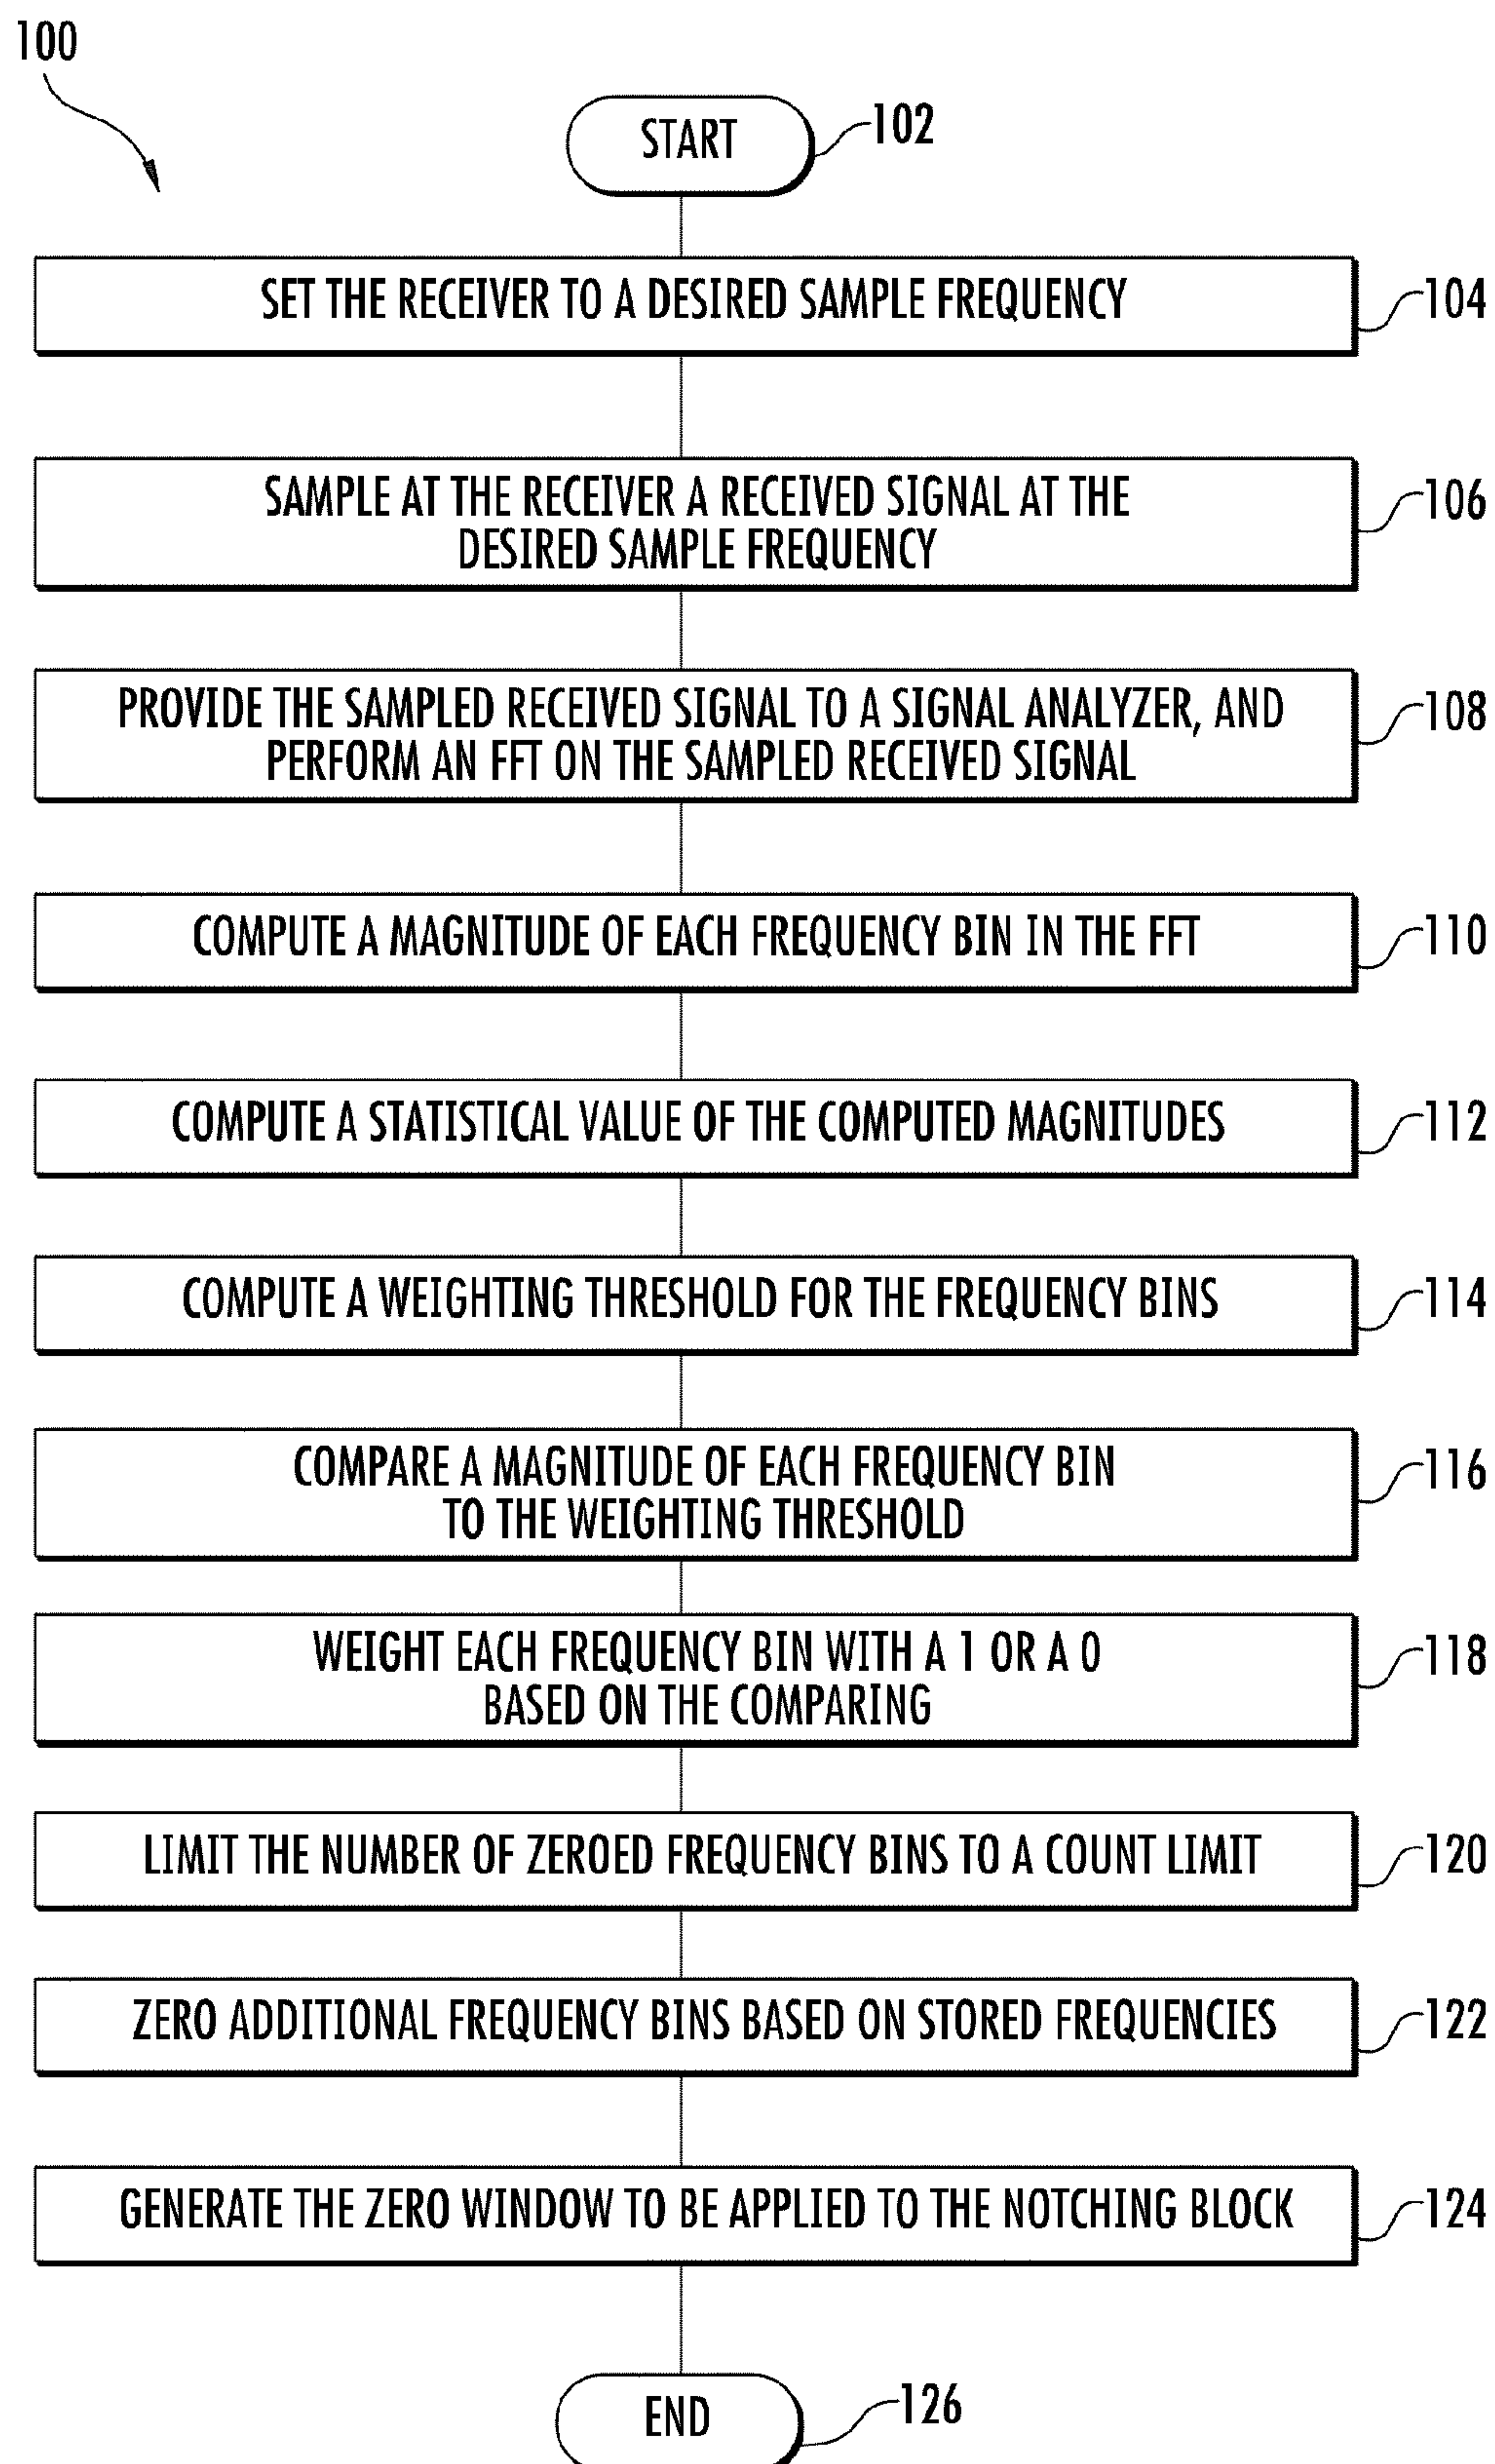 100
START
102
SET THE RECEIVER TO A DESIRED SAMPLE FREQUENCY
104
SAMPLE AT THE RECEIVER A RECEIVED SIGNAL AT THE
DESIRED SAMPLE FREQUENCY
106
PROVIDE THE SAMPLED RECEIVED SIGNAL TO A SIGNAL ANALYZER, AND
PERFORM AN FFT ON THE SAMPLED RECEIVED SIGNAL
108
COMPUTE A MAGNITUDE OF EACH FREQUENCY BIN IN THE FFT
110
COMPUTE A STATISTICAL VALUE OF THE COMPUTED MAGNITUDES
112
COMPUTE A WEIGHTING THRESHOLD FOR THE FREQUENCY BINS
114
COMPARE A MAGNITUDE OF EACH FREQUENCY BIN
TO THE WEIGHTING THRESHOLD
116
WEIGHT EACH FREQUENCY BIN WITH A 1 OR A 0
BASED ON THE COMPARING
118
LIMIT THE NUMBER OF ZEROED FREQUENCY BINS TO A COUNT LIMIT
120
ZERO ADDITIONAL FREQUENCY BINS BASED ON STORED FREQUENCIES
122
GENERATE THE ZERO WINDOW TO BE APPLIED TO THE NOTCHING BLOCK
124
END
126